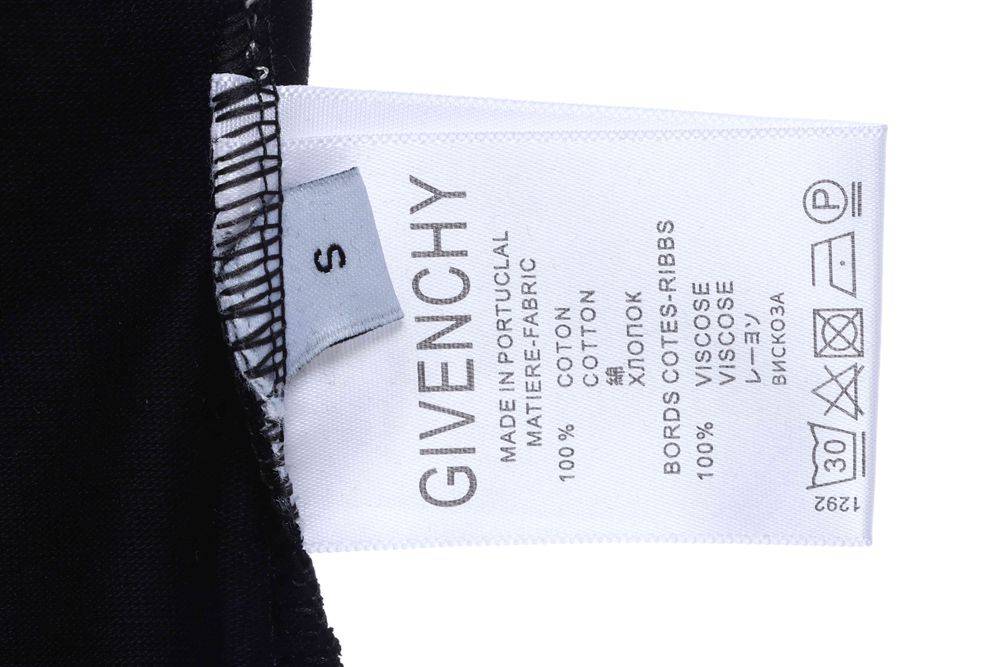 S
GIVENCHY
MADE IN PORTUCLAL
MATIERE-FABRIC
100% COTON
COTTON
綿
ХЛОПОК
BORDS COTES-RIBBS
100% VISCOSE
VISCOSE
レーヨン
ВИСКОЗА
P
30
1292